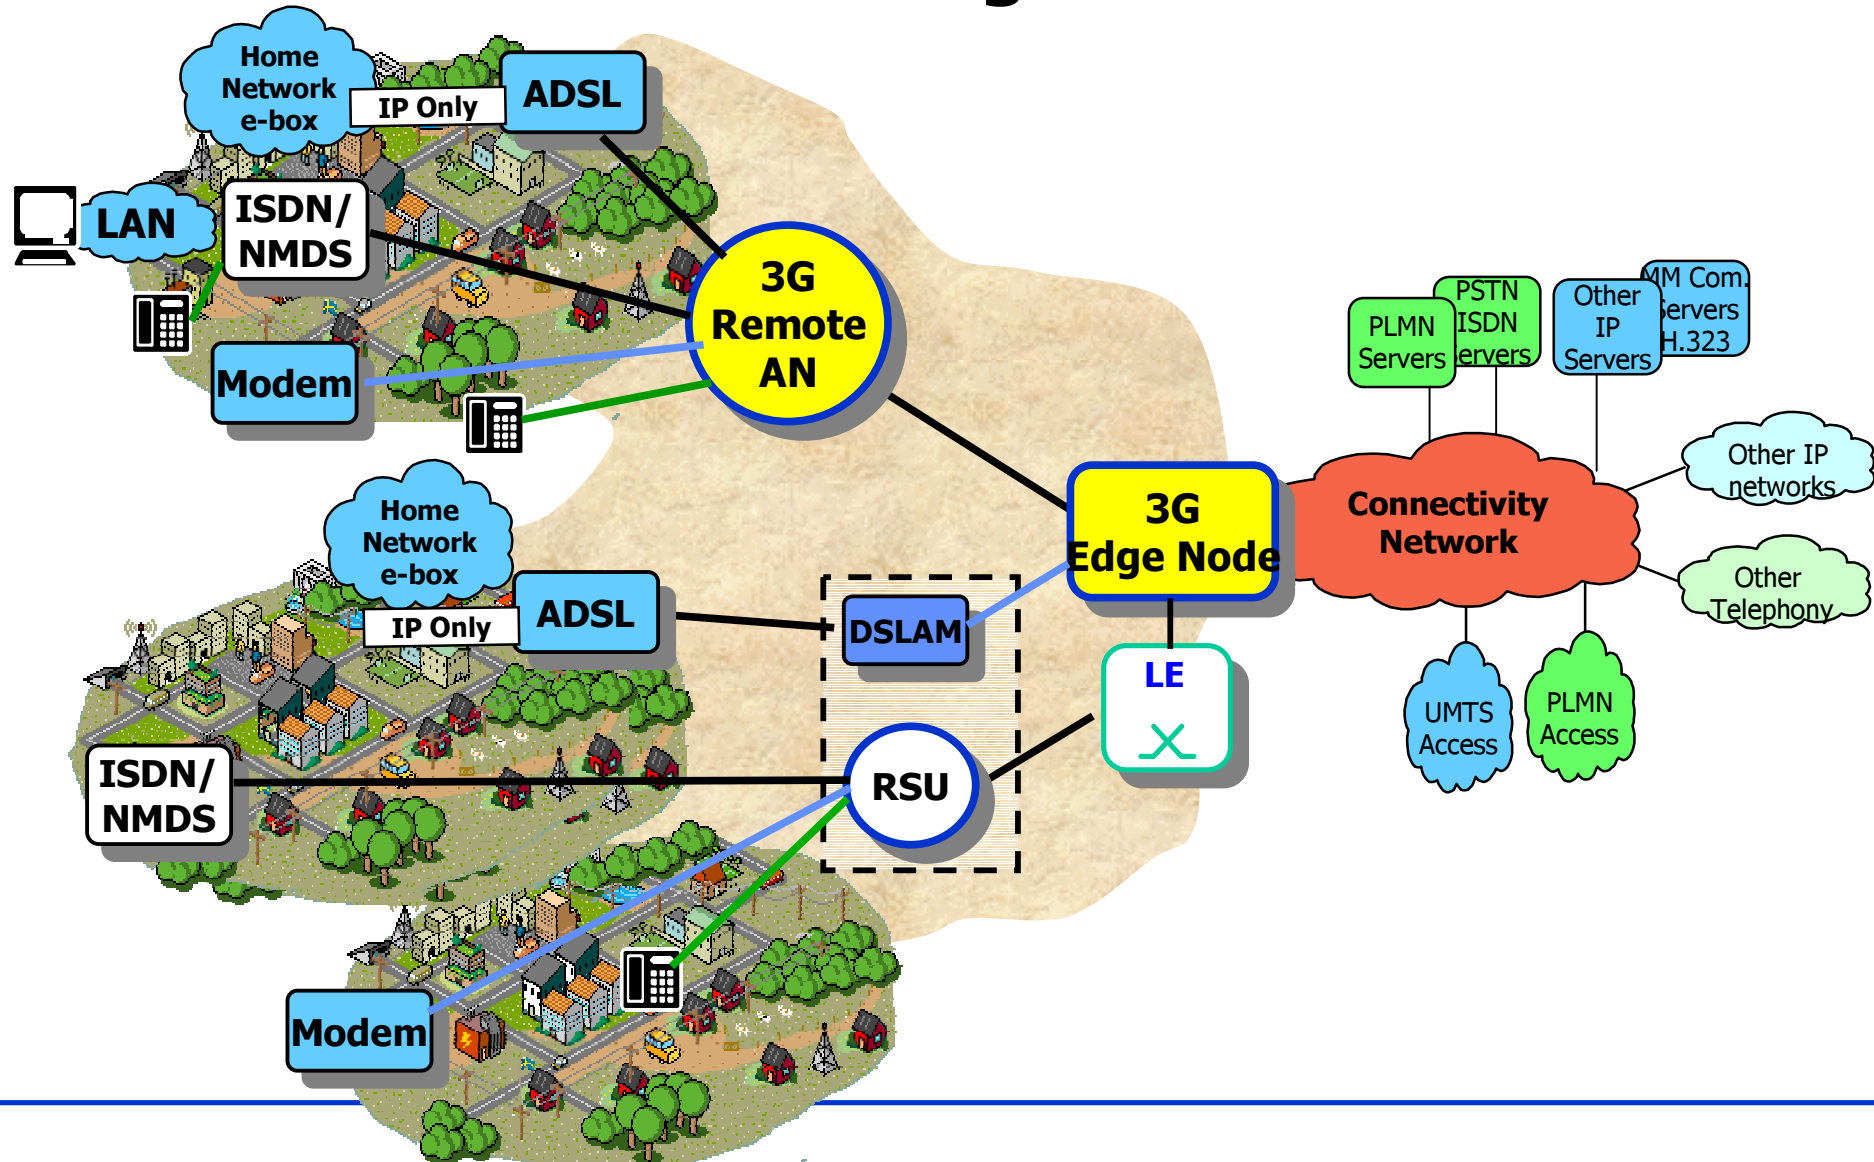 Home
Network
e-box
IP Only
ADSL
LAN
ISDN/
NMDS
Modem
3G
Remote
AN
PLMN
Servers
PSTN
ISDN
Servers
Other
IP
Servers
MM Com.
Servers
H.323
Other IP
networks
Connectivity
Network
3G
Edge Node
Other
Telephony
Home
Network
e-box
IP Only
ADSL
DSLAM
LE
UMTS
Access
PLMN
Access
ISDN/
NMDS
RSU
Modem